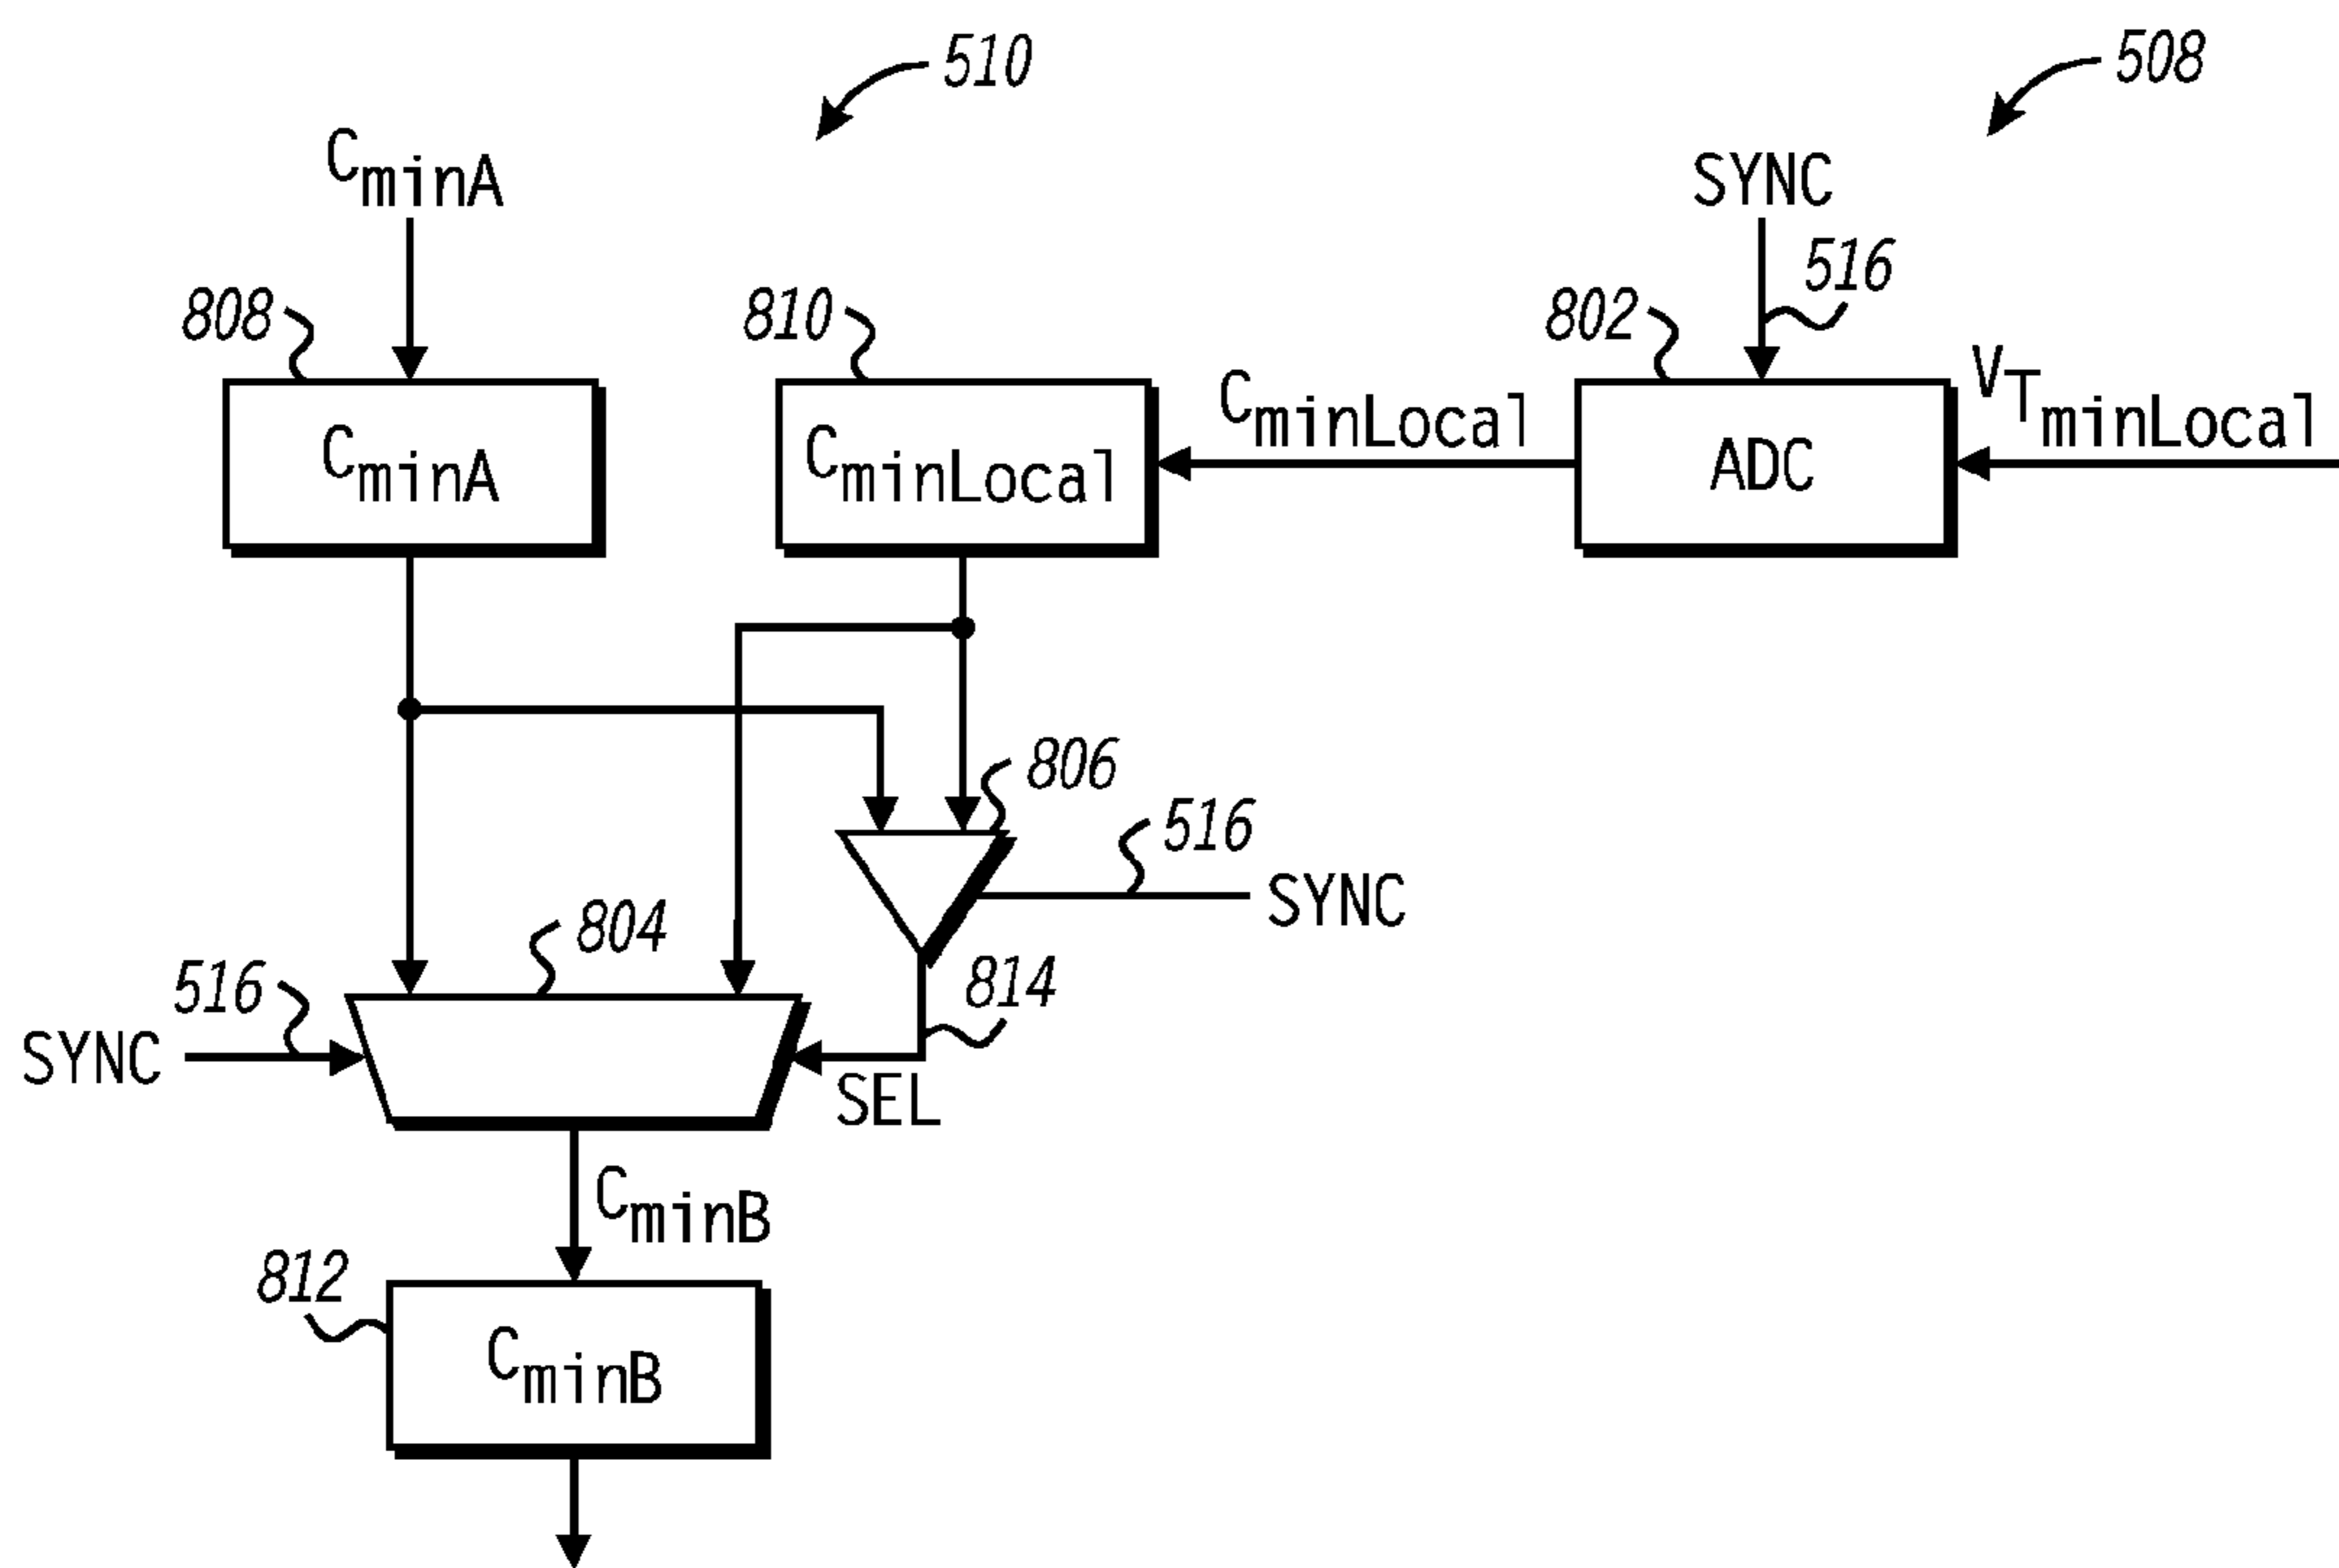 510
508
CminA
SYNC
516
808
810
802
CminLocal
VTminLocal
CminA
CminLocal
ADC
806
516
SYNC
804
814
516
SYNC
SEL
CminB
812
CminB